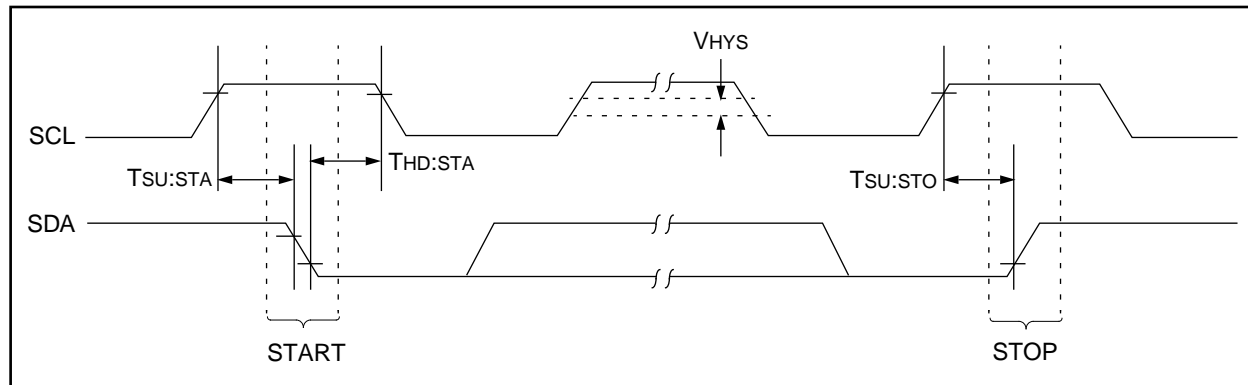 VHYS
SCL
THD:STA
TSU:STA
TSU:STO
SDA
START
STOP